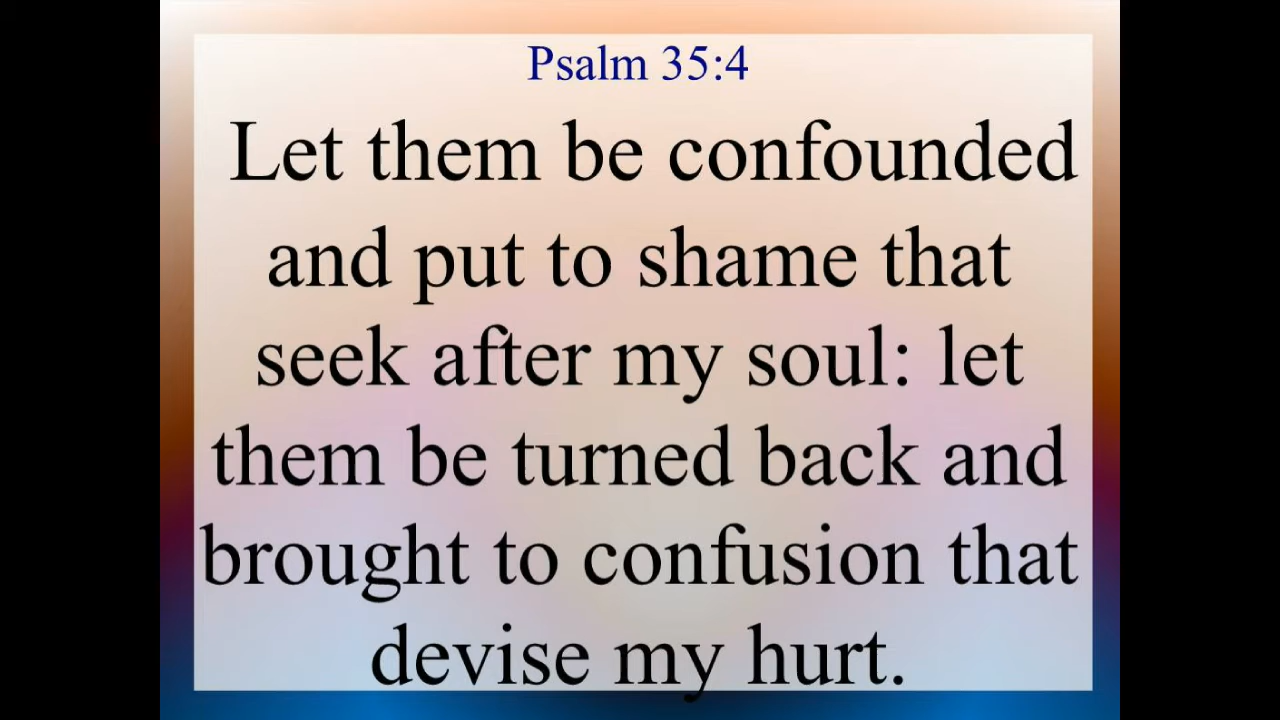 Psalm 35:4
Let them be confounded
and put to shame that
seek after my soul: let
them be turned back and
brought to confusion that
devise my hurt.